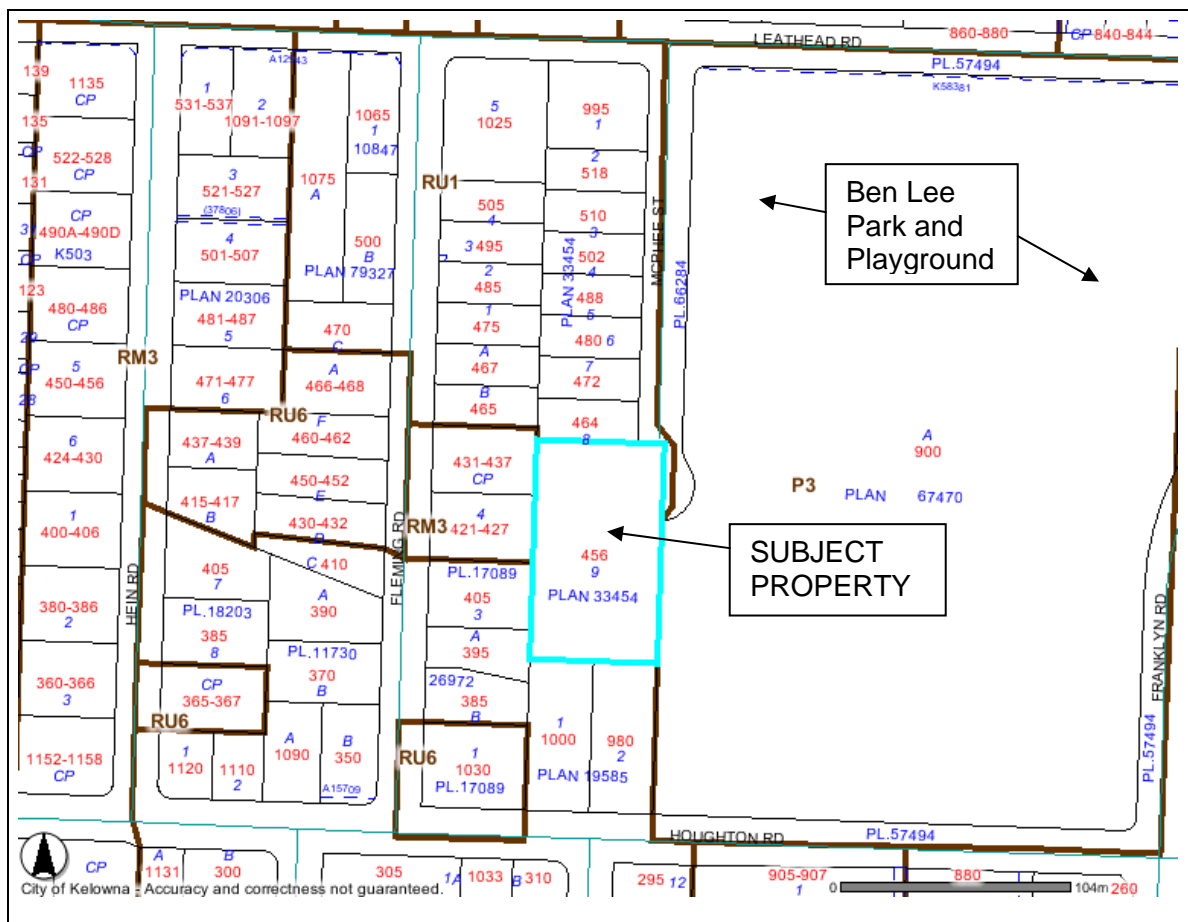 LEATHEAD RD
860-880
CP 840-844
PL.57494
K58381
139
1135
CP
135
CP
522-528
CP
131
CP
490A-490D
K503
31
CP
123
480-486
CP
29
CP
5
450-456
28
6
424-430
1
400-406
380-386
2
360-366
3
1152-1158
CP
HEIN RD
RM3
A12943
1
531-537
2
1091-1097
3
521-527
(37806)
4
501-507
PLAN 20306
481-487
5
471-477
6
RU6
437-439
A
415-417
B
405
7
PL.18203
385
8
CP
365-367
RU6
1
1120
1110
2
1075
A
1065
1
10847
500
B
PLAN 79327
470
C
A
466-468
F
460-462
450-452
E
430-432
D
C 410
A
390
PL.11730
370
B
A
1090
B
350
A15709
FLEMING RD
RU1
5
1025
995
1
2
518
505
4
510
3
3 495
502
4
2
485
488
5
1
475
480 6
PLAN 33454
A
467
7
472
B
465
464
8
431-437
CP
RM3
4
421-427
PL.17089
405
3
A
395
26972
385
B
RU6
1
1030
PL.17089
456
9
PLAN 33454
1
1000
980
2
PLAN 19585
MCPHEE ST
PL.66284
Ben Lee
Park and
Playground
A
900
P3
PLAN 67470
SUBJECT
PROPERTY
FRANKLYN RD
PL.57494
HOUGHTON RD
PL.57494
CP
A
1131
B
300
305
1A
1033
B 310
295 12
905-907
1
880
260
City of Kelowna - Accuracy and correctness not guaranteed.
0
104m